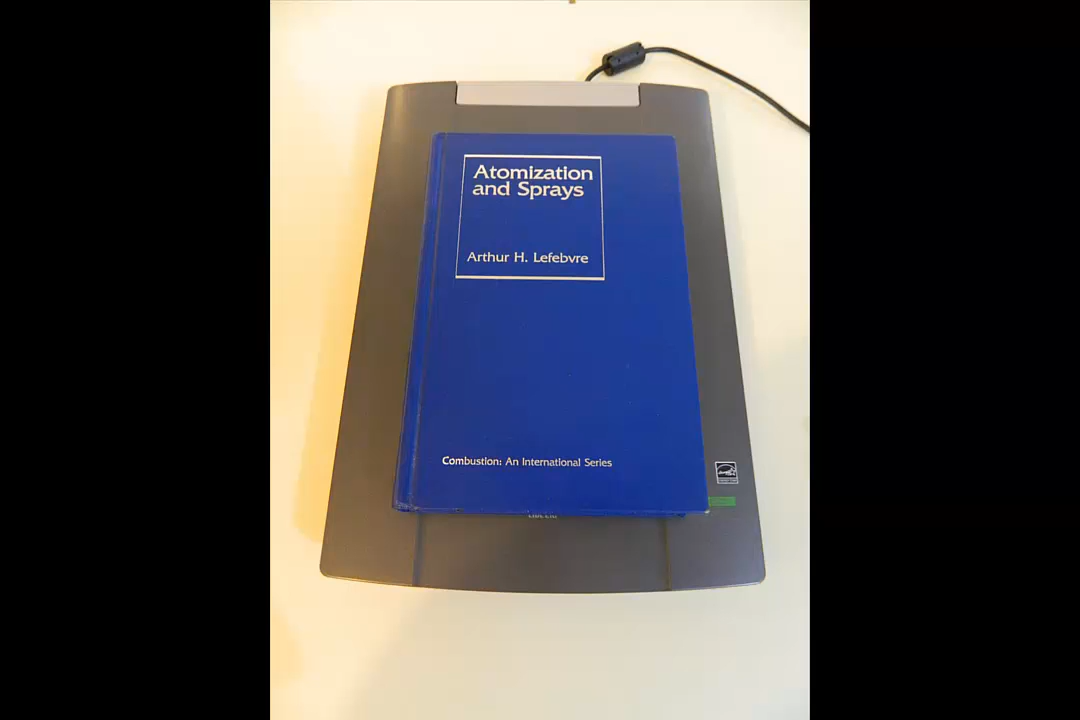 Atomization
and Sprays
Arthur H. Lefebvre
Combustion: An International Series